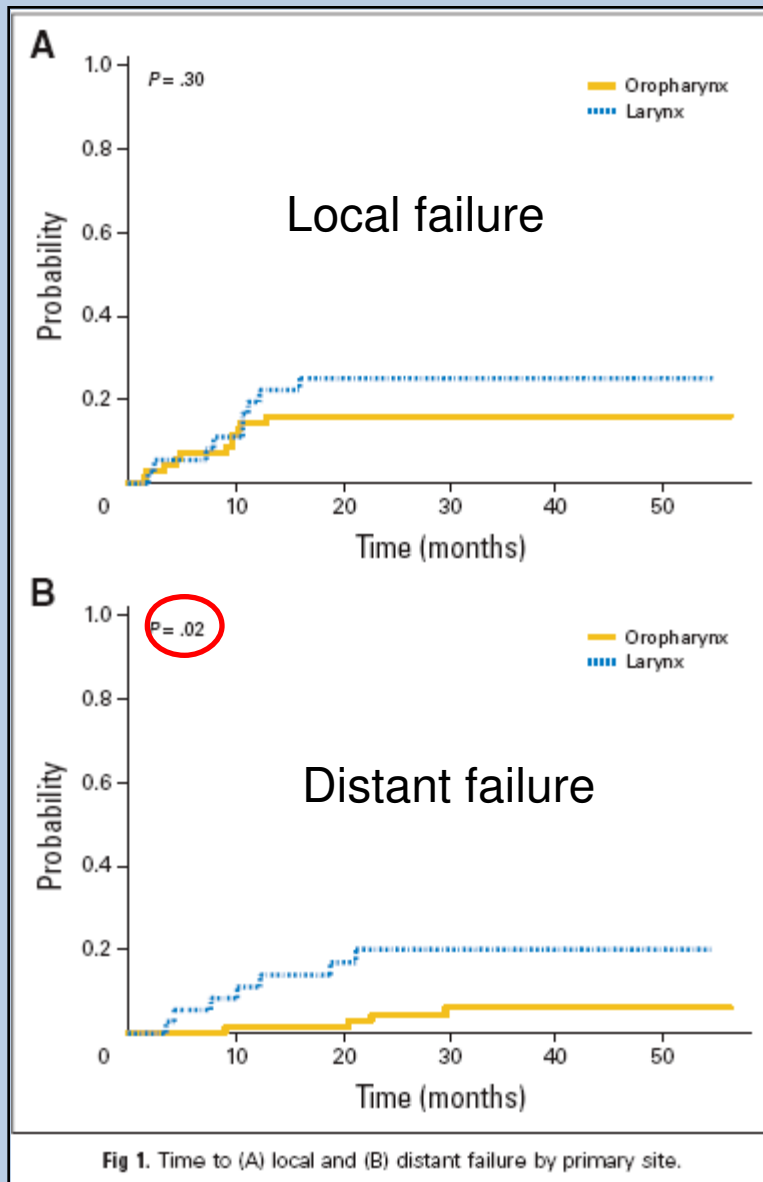 A
1.0
P = .30
Oropharynx
Larynx
0.8
Local failure
0.6
Probability
0.4
0.2
0
10
20
30
40
50
Time (months)
B
1.0
P = .02
Oropharynx
Larynx
0.8
Distant failure
0.6
Probability
0.4
0.2
0
10
20
30
40
50
Time (months)
Fig 1. Time to (A) local and (B) distant failure by primary site.